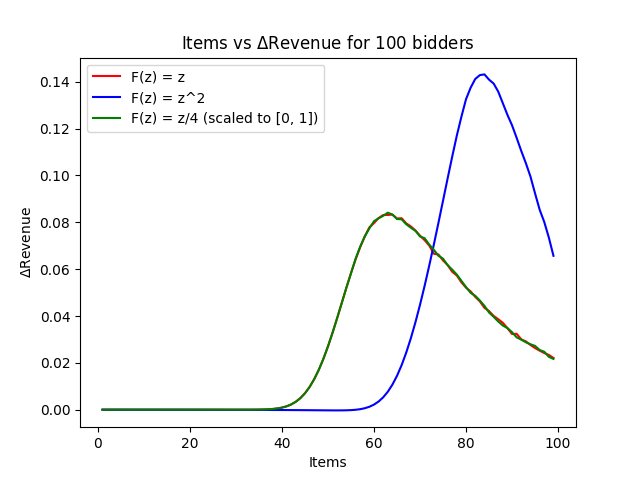 Items vs ΔRevenue for 100 bidders
F(z) = z
F(z) = z^2
F(z) = z/4 (scaled to [0, 1])
0.14
0.12
0.10
0.08
0.06
0.04
0.02
0.00
ΔRevenue
0 20 40 60 80 100
Items